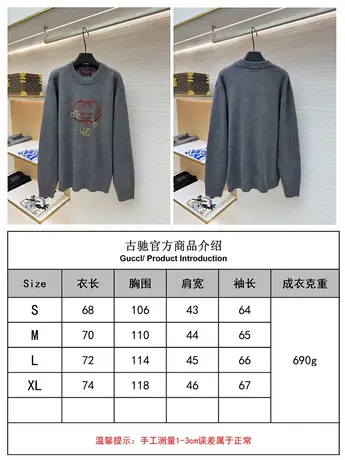 古驰官方商品介绍
Gucci/ Product Introduction
Size 衣长 胸围 肩宽 袖长 成衣克重
S 68 106 43 64
M 70 110 44 65
L 72 114 45 66 690g
XL 74 118 46 67
温馨提示：手工测量1-3cm误差属于正常